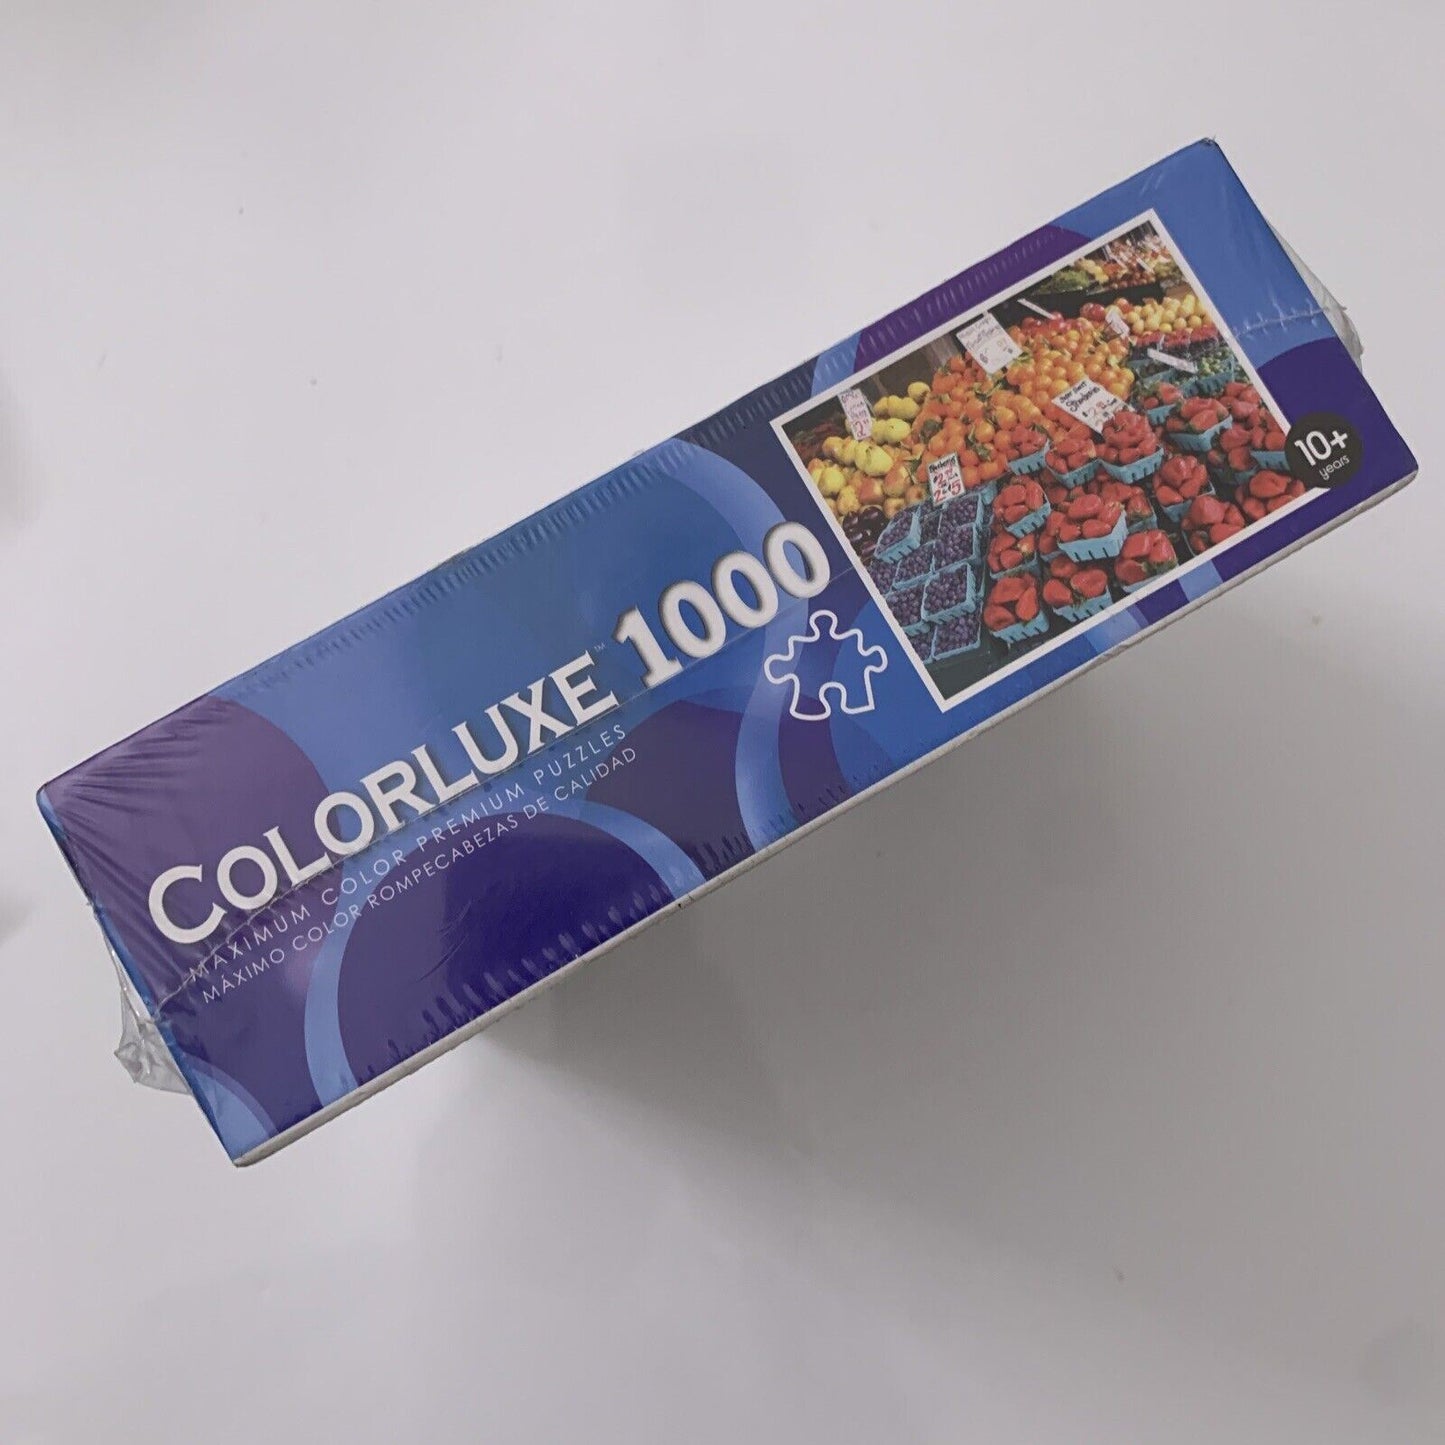 COLORLUXE™ 1000
MAXIMUM COLOR PREMIUM PUZZLES
MÁXIMO COLOR ROMPECABEZAS DE CALIDAD
10+
years